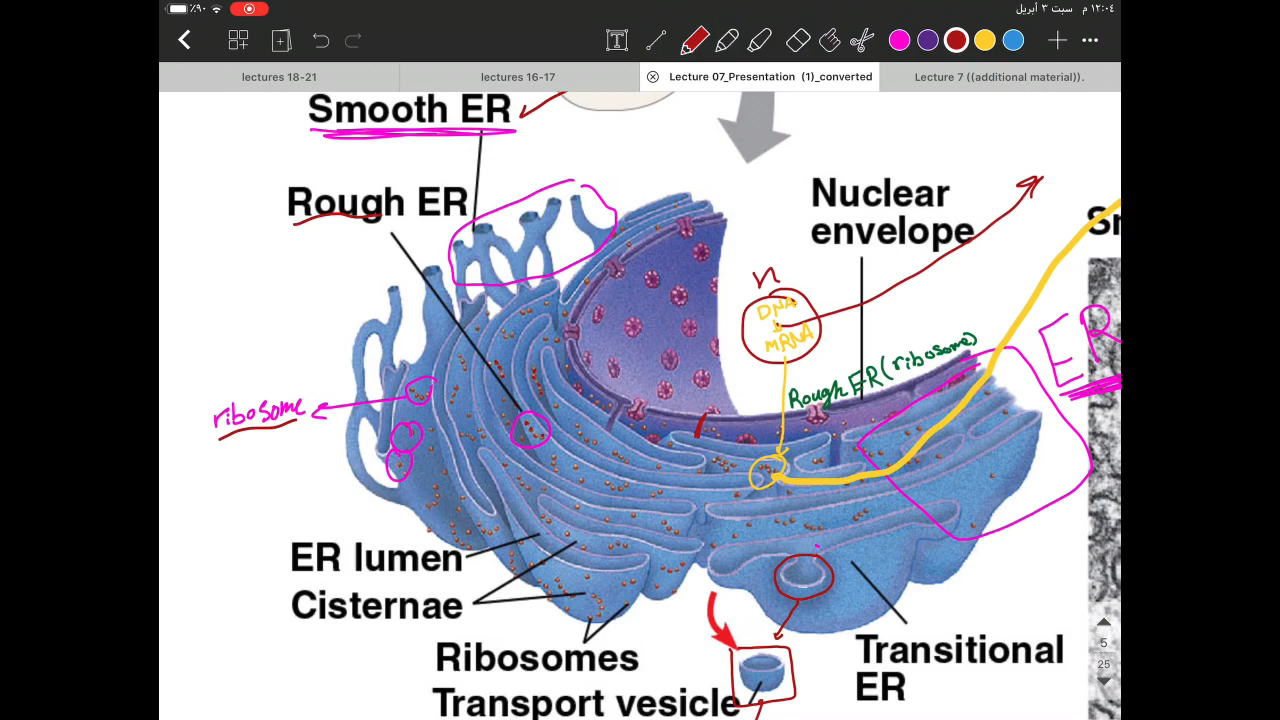 ٪٩٠
١٢:٠٤ م سبت ٣ أبريل
lectures 18-21
lectures 16-17
Lecture 07_Presentation (1)_converted
Lecture 7 ((additional material)).
Smooth ER
Rough ER
Nuclear
envelope
Sr
n
DNA
mRNA
Rough ER (ribosome)
ER
ribosome
ER lumen
Cisternae
Ribosomes
Transport vesicle
Transitional
ER
5
25